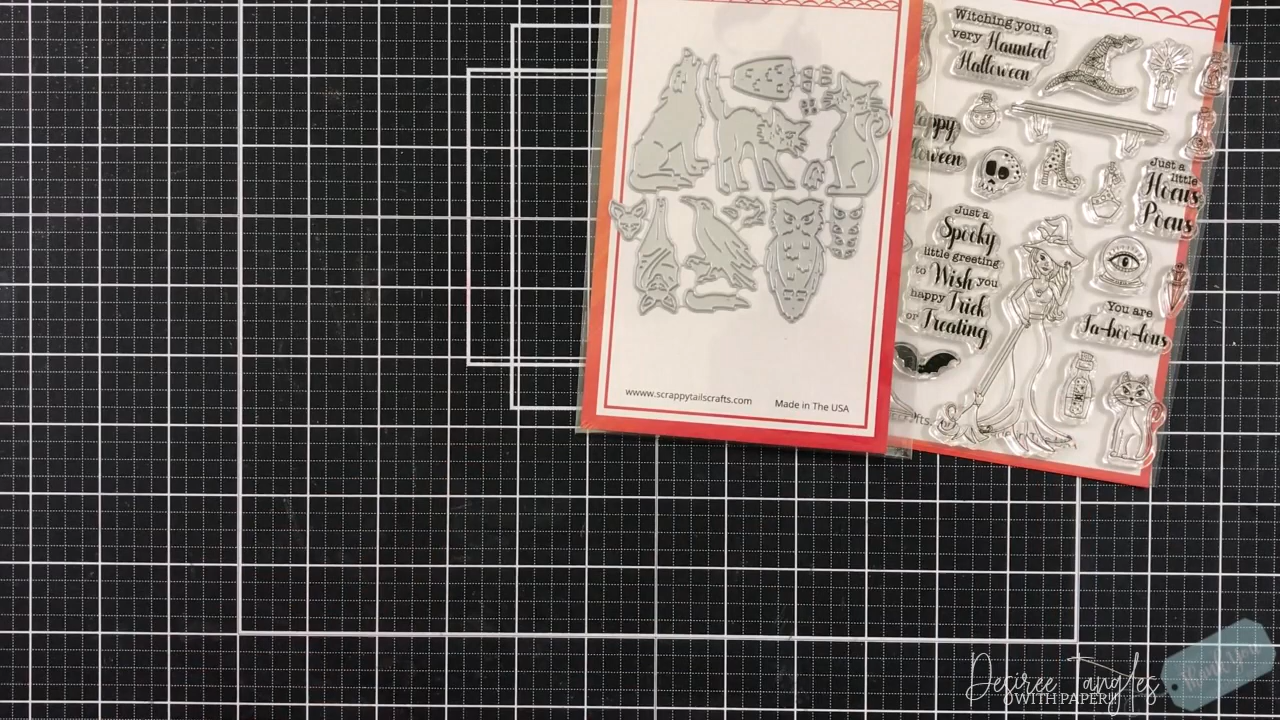 Witching you a
very Haunted
Halloween
Happy
Halloween
Just a
little
Hocus
Pocus
Just a
Spooky
little greeting
to Wish you
happy Trick
or Treating
You are
Fa-boo-lous
wwww.scrappytailscrafts.com
Made in The USA
Desiree Tangles
WITH PAPER!!!